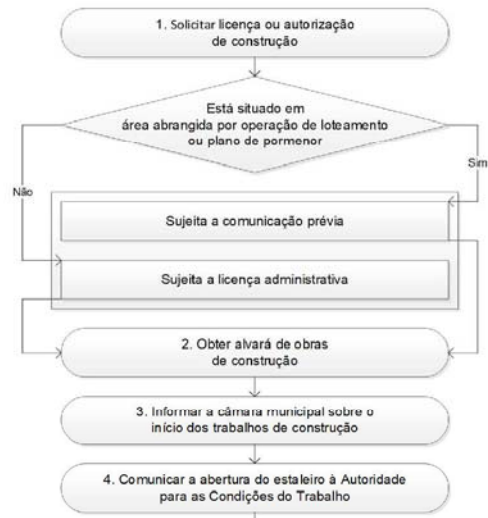 1. Solicitar licença ou autorização
de construção
Está situado em
área abrangida por operação de loteamento
ou plano de pormenor
Sim
Não
Sujeita a comunicação prévia
Sujeita a licença administrativa
2. Obter alvará de obras
de construção
3. Informar a câmara municipal sobre o
início dos trabalhos de construção
4. Comunicar a abertura do estaleiro à Autoridade
para as Condições do Trabalho